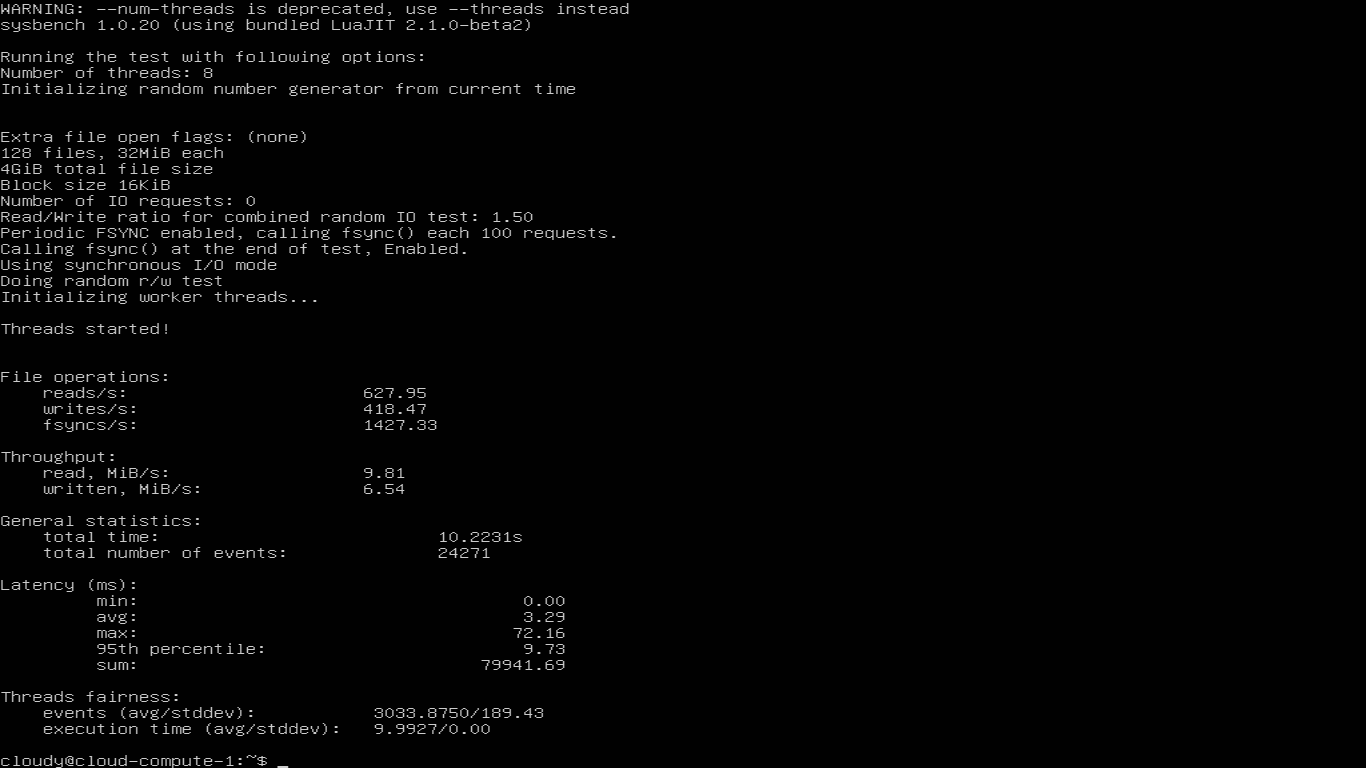 WARNING: --num-threads is deprecated, use --threads instead
sysbench 1.0.20 (using bundled LuaJIT 2.1.0-beta2)
Running the test with following options:
Number of threads: 8
Initializing random number generator from current time
Extra file open flags: (none)
128 files, 32MiB each
4GiB total file size
Block size 16KiB
Number of IO requests: 0
Read/Write ratio for combined random IO test: 1.50
Periodic FSYNC enabled, calling fsync() each 100 requests.
Calling fsync() at the end of test, Enabled.
Using synchronous I/O mode
Doing random r/w test
Initializing worker threads...
Threads started!
File operations:
reads/s: 627.95
writes/s: 418.47
fsyncs/s: 1427.33
Throughput:
read, MiB/s: 9.81
written, MiB/s: 6.54
General statistics:
total time: 10.2231s
total number of events: 24271
Latency (ms):
min: 0.00
avg: 3.29
max: 72.16
95th percentile: 9.73
sum: 79941.69
Threads fairness:
events (avg/stddev): 3033.8750/189.43
execution time (avg/stddev): 9.9927/0.00
cloudy@cloud-compute-1:~$ _